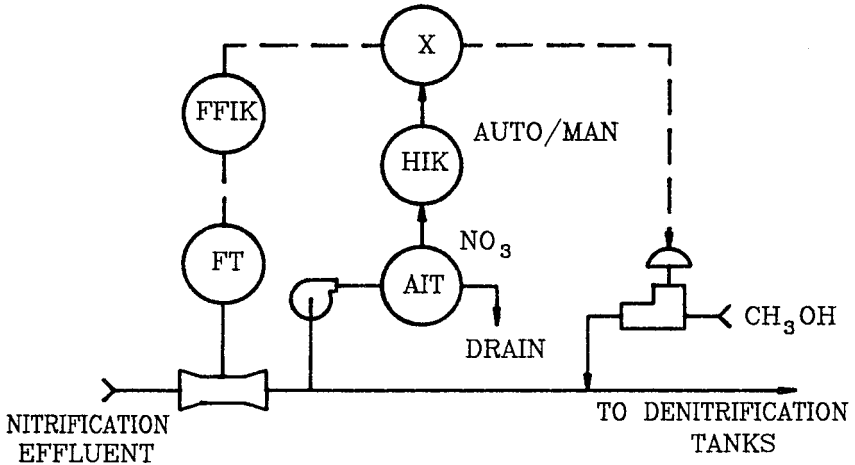 X
FFIK
AUTO/MAN
HIK
NO₃
FT
AIT
DRAIN
CH₃OH
NITRIFICATION
EFFLUENT
TO DENITRIFICATION
TANKS